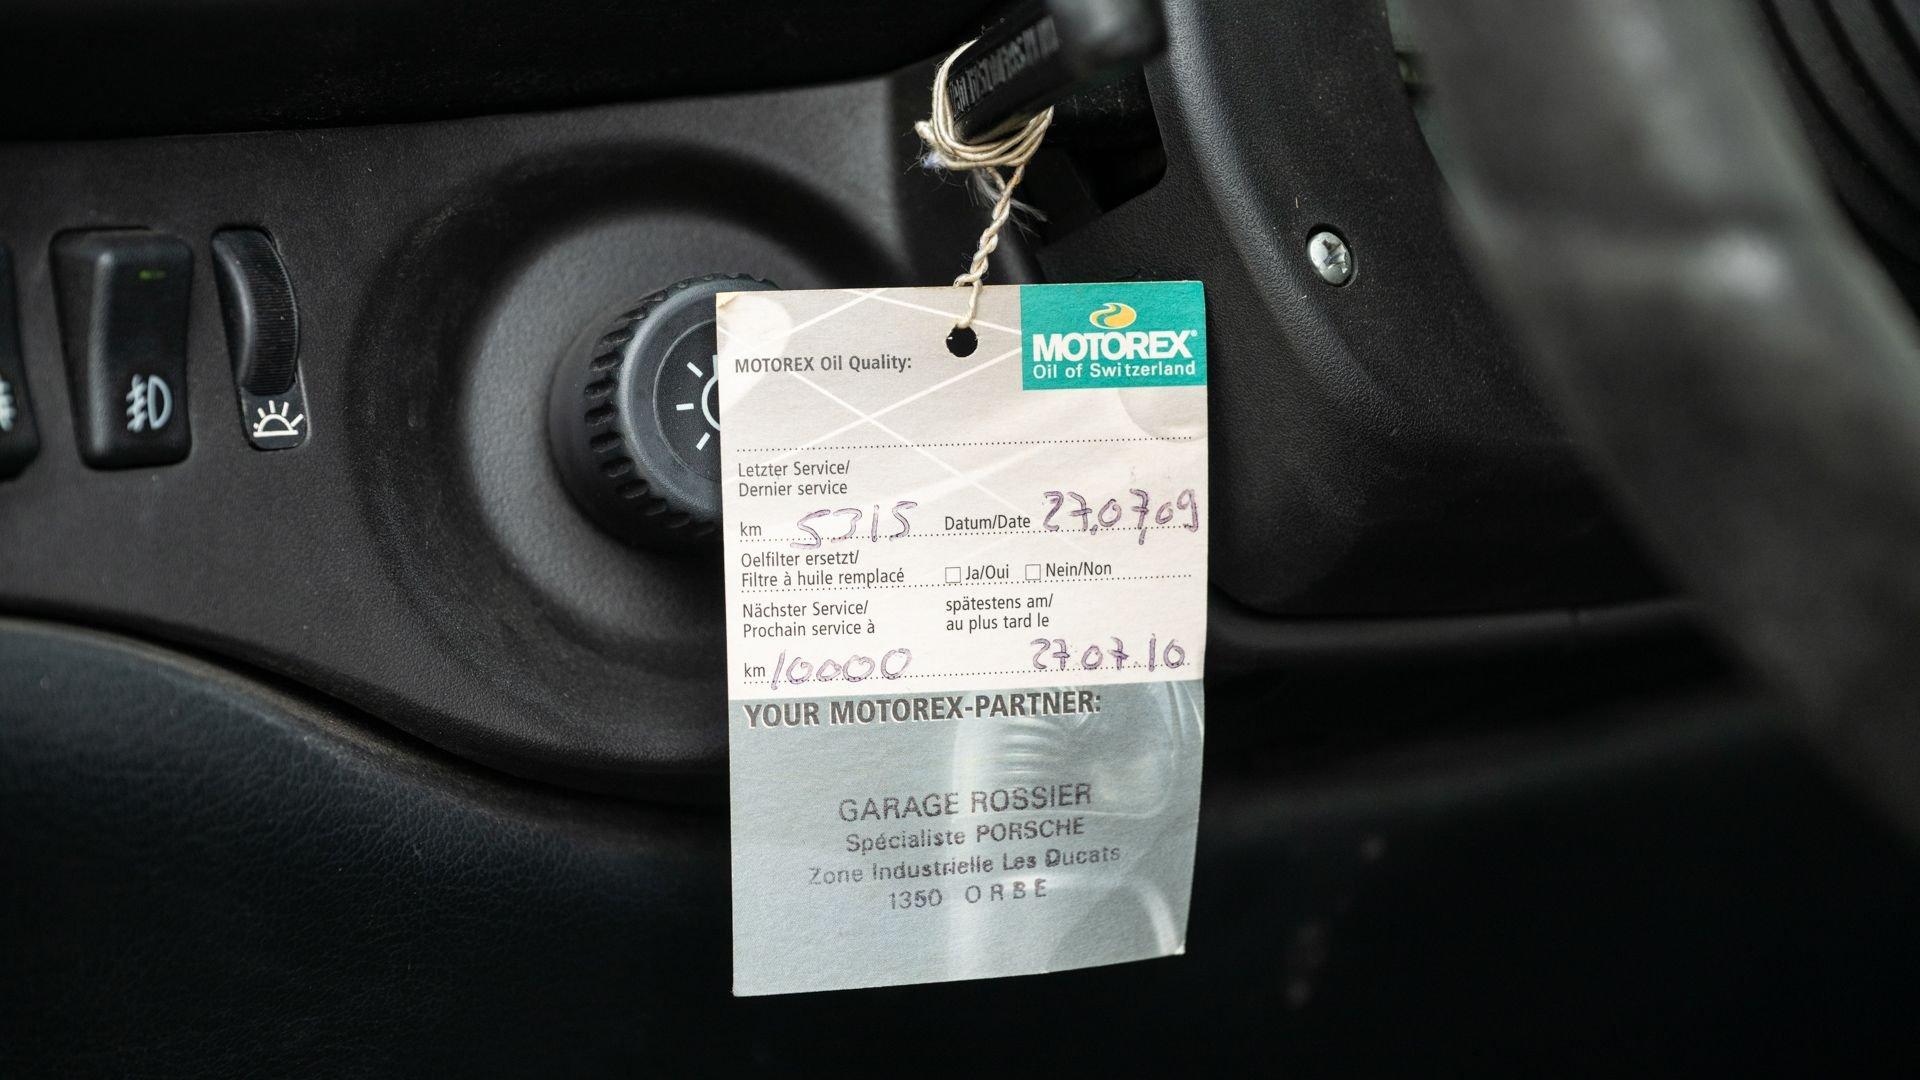 MOTOREX®
Oil of Switzerland
MOTOREX Oil Quality:
Letzter Service/
Dernier service
km 5315 Datum/Date 27.07.09
Oelfilter ersetzt/
Filtre à huile remplacé Ja/Oui Nein/Non
Nächster Service/ spätestens am/
Prochain service à au plus tard le
km 10000 27.07.10
YOUR MOTOREX-PARTNER:
GARAGE ROSSIER
Spécialiste PORSCHE
Zone Industrielle Les Ducats
1350 ORBE